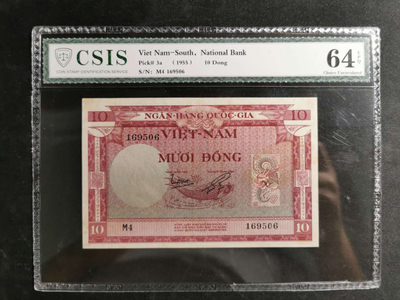 CSIS
COIN STAMP IDENTIFICATION SERVICE
Viet Nam-South, National Bank
Pick# 3a (1955) 10 Dong
S/N: M4 169506
64 EPQ
Choice Uncirculated
10 NGÂN-HÀNG QUỐC-GIA 10
VIỆT-NAM
169506
MƯỜI ĐỒNG
M4 169506
10 10